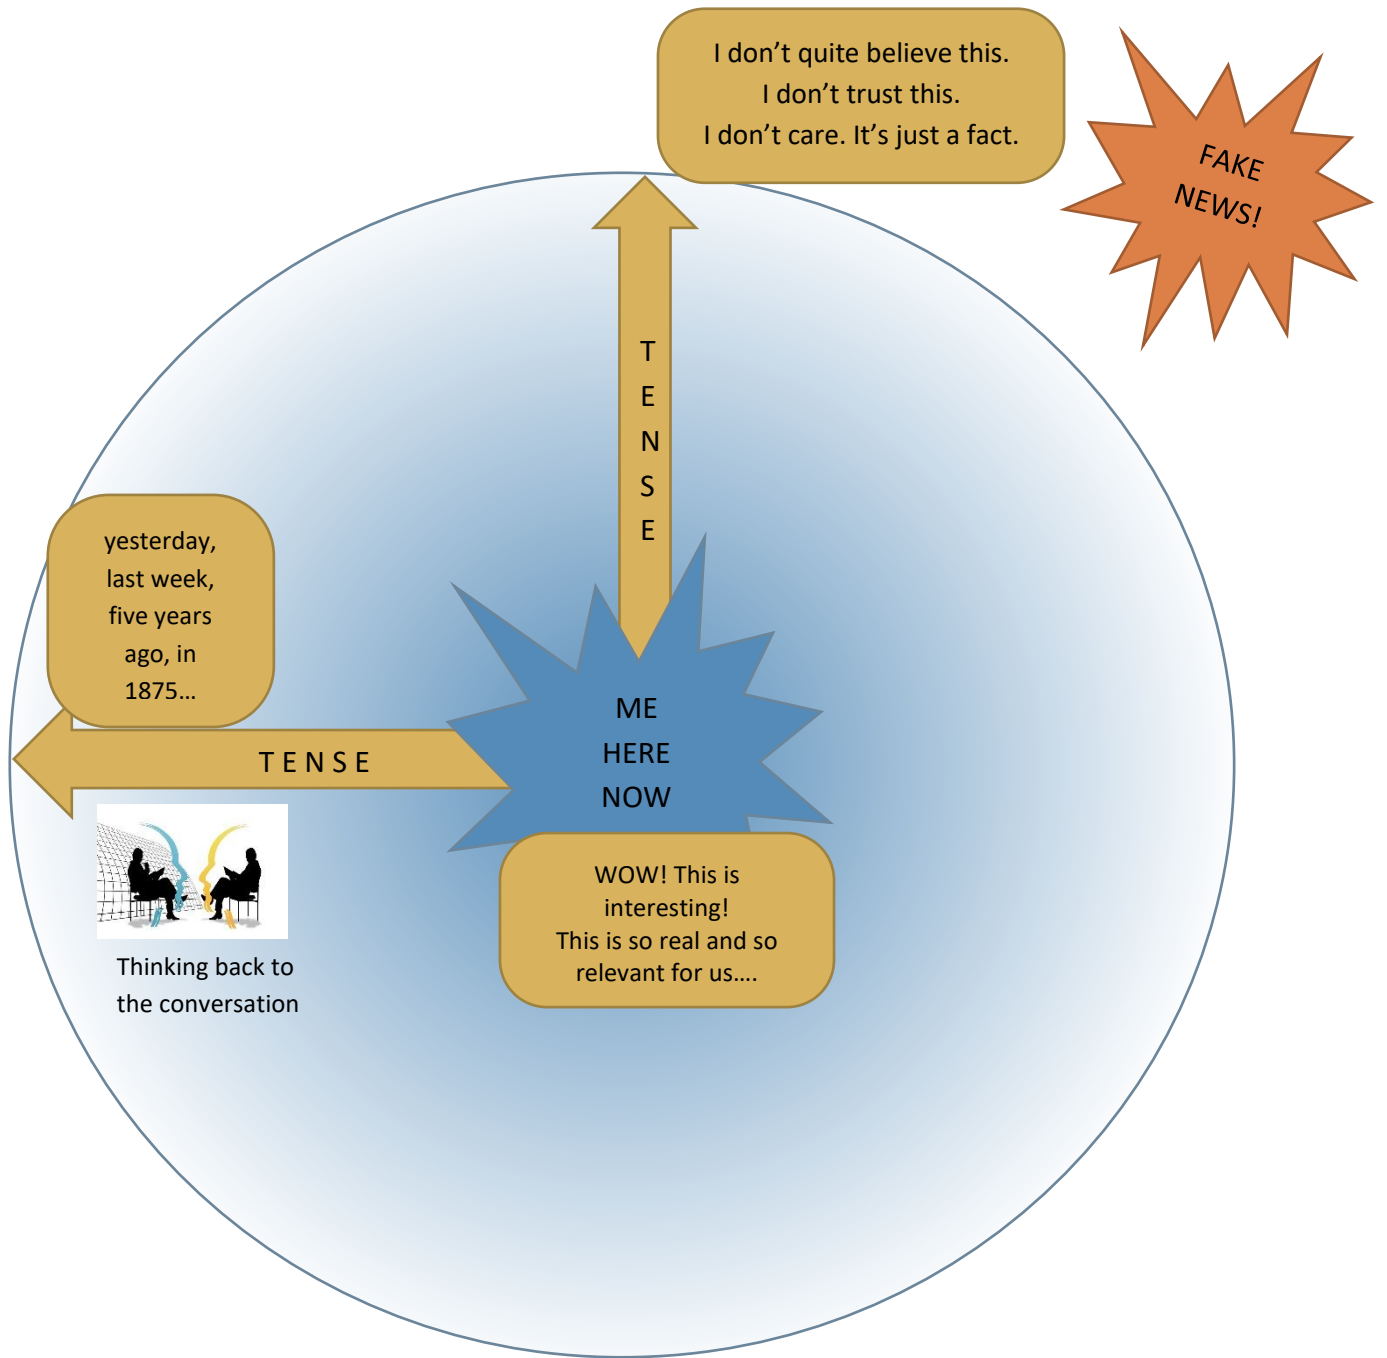 I don’t quite believe this.
I don’t trust this.
I don’t care. It’s just a fact.
FAKE
NEWS!
T
E
N
S
E
yesterday,
last week,
five years
ago, in
1875…
T E N S E
ME
HERE
NOW
WOW! This is
interesting!
This is so real and so
relevant for us….
Thinking back to
the conversation